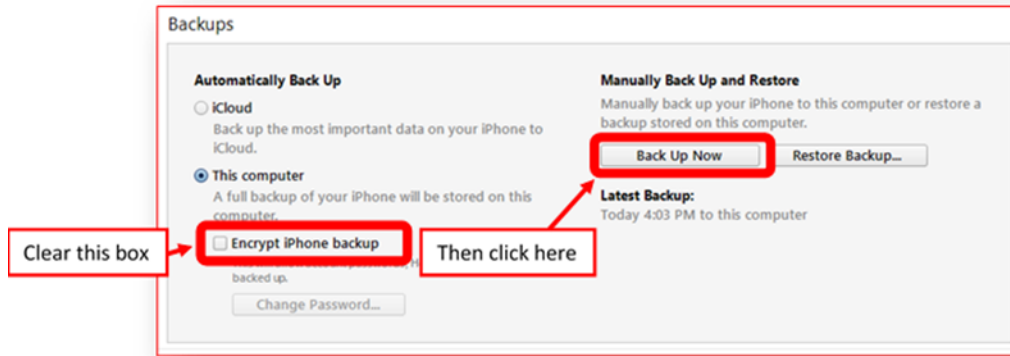 Backups
Automatically Back Up
iCloud
Back up the most important data on your iPhone to
iCloud.
This computer
A full backup of your iPhone will be stored on this
computer.
Encrypt iPhone backup
backed up.
Change Password...
Manually Back Up and Restore
Manually back up your iPhone to this computer or restore a
backup stored on this computer.
Back Up Now
Restore Backup...
Latest Backup:
Today 4:03 PM to this computer
Clear this box
Then click here